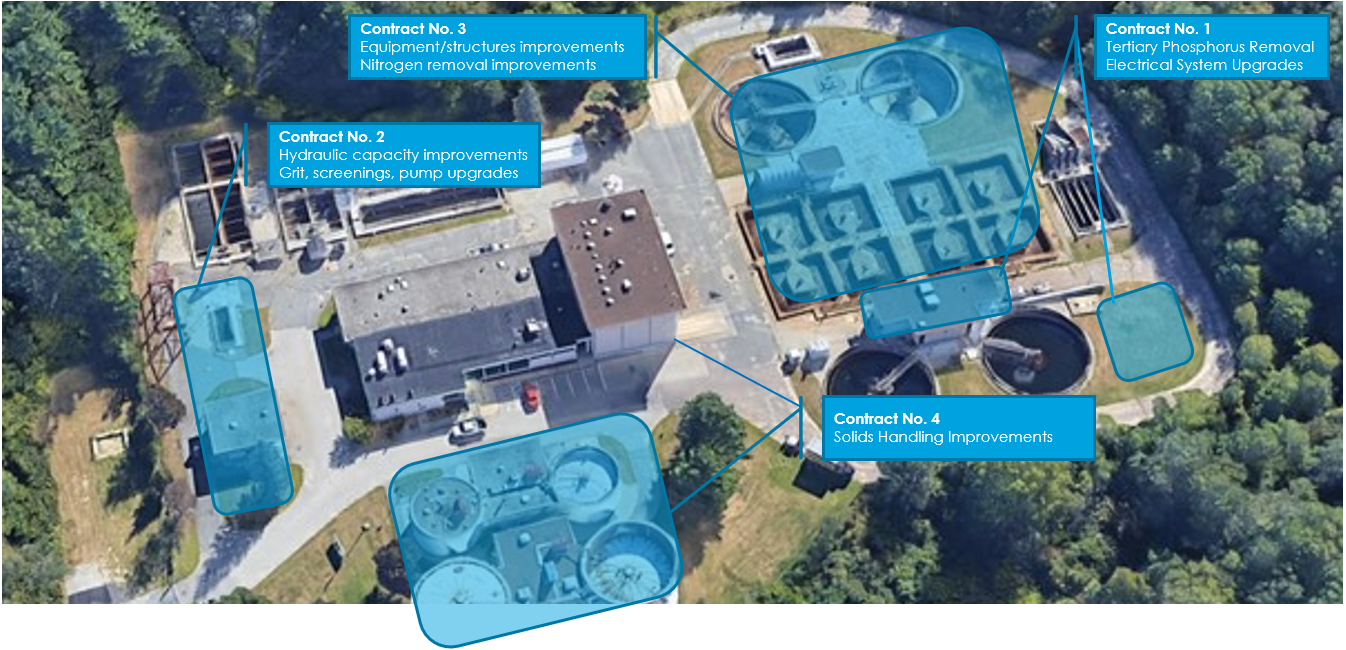 Contract No. 3
Equipment/structures improvements
Nitrogen removal improvements
Contract No. 1
Tertiary Phosphorus Removal
Electrical System Upgrades
Contract No. 2
Hydraulic capacity improvements
Grit, screenings, pump upgrades
Contract No. 4
Solids Handling Improvements